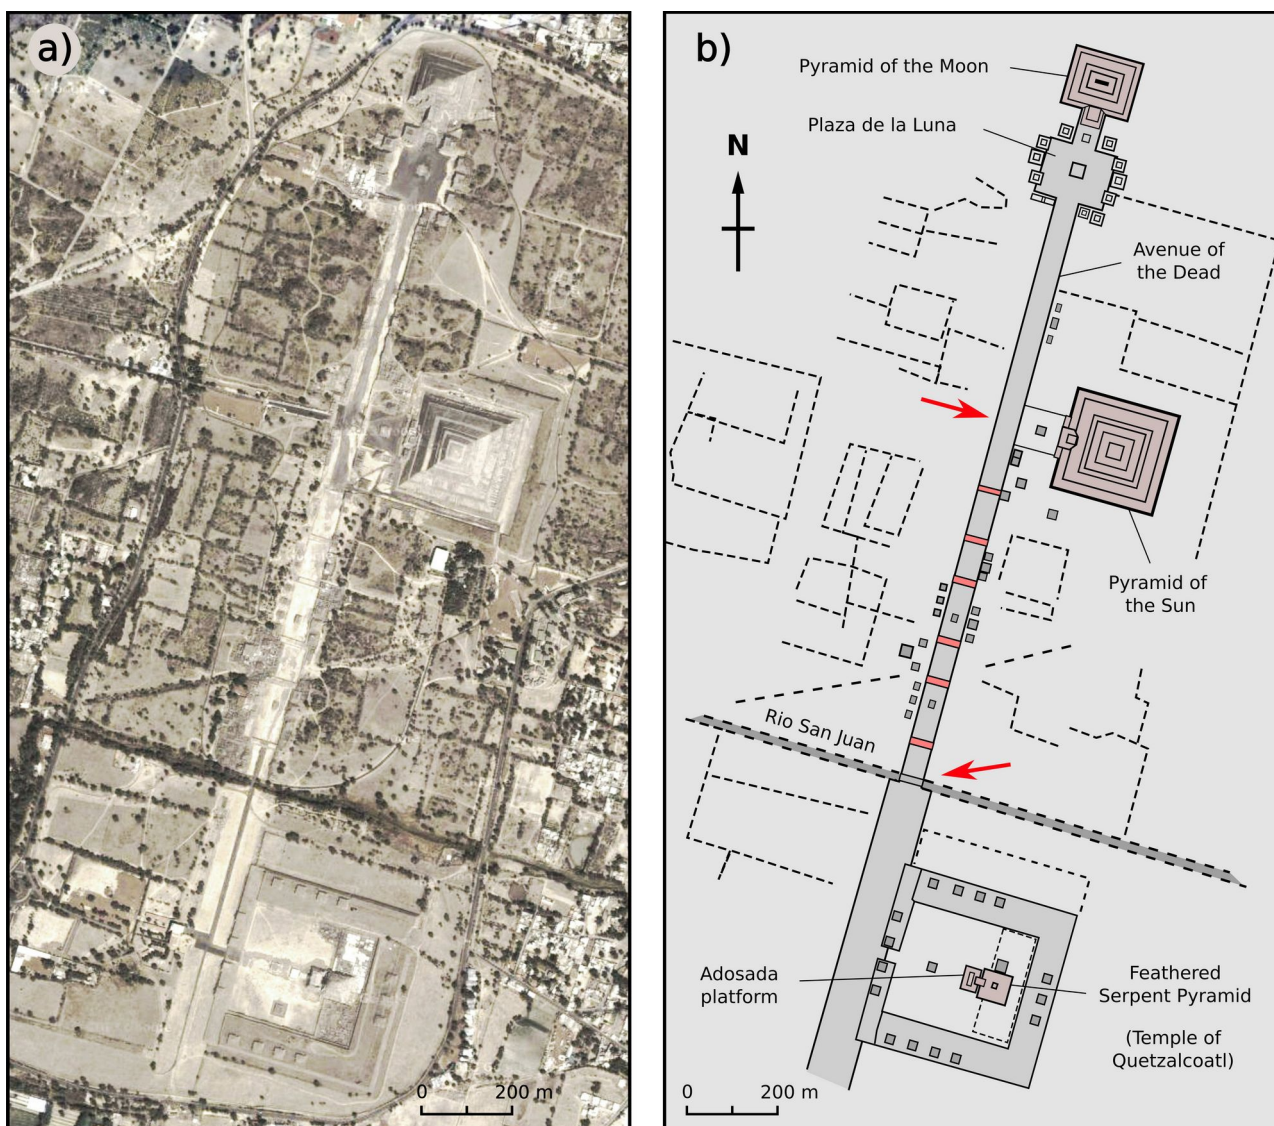 a)
0
200 m
b)
Pyramid of the Moon
Plaza de la Luna
N
Avenue of
the Dead
Pyramid of
the Sun
Rio San Juan
Adosada
platform
Feathered
Serpent Pyramid
(Temple of
Quetzalcoatl)
0
200 m